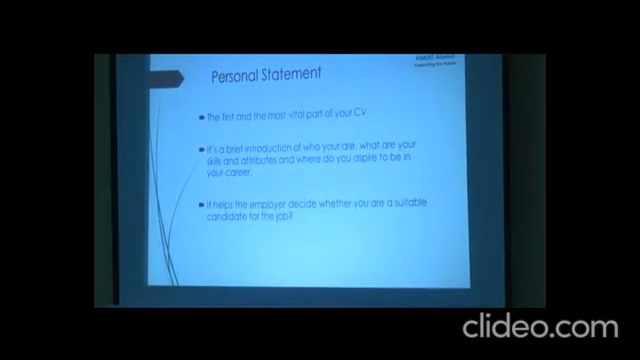 Personal Statement
The first and the most vital part of your CV.
It's a brief introduction of who your are, what are your
skills and attributes and where do you aspire to be in
your career.
It helps the employer decide whether you are a suitable
candidate for the job?
clideo.com